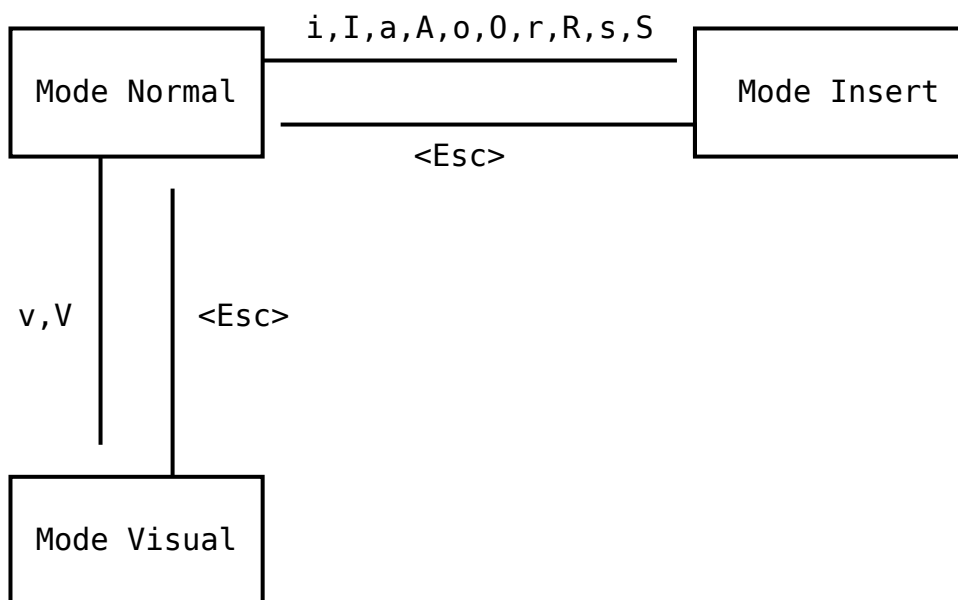 i,I,a,A,o,O,r,R,s,S
Mode Normal
Mode Insert
<Esc>
v,V
<Esc>
Mode Visual